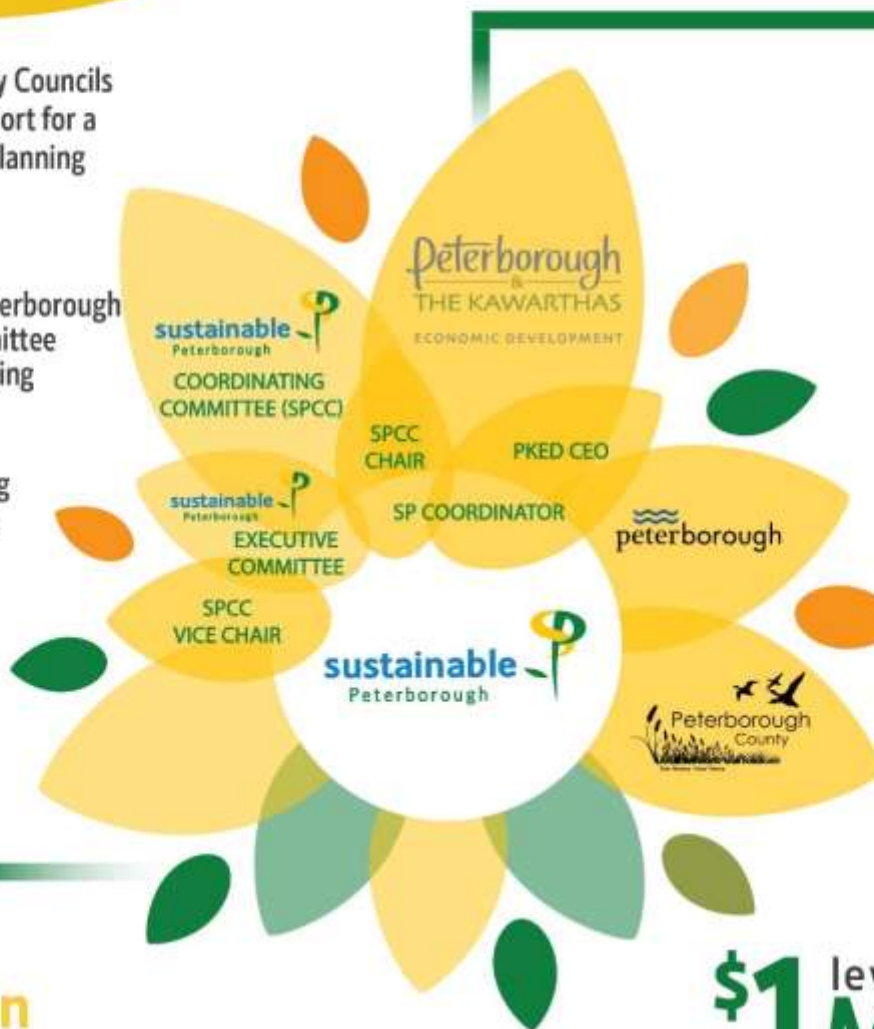 y Councils
ort for a
lanning
erborough
ittee
ing
g
Peterborough
&
THE KAWARTHAS
ECONOMIC DEVELOPMENT
sustainable
Peterborough
COORDINATING
COMMITTEE (SPCC)
SPCC
CHAIR
PKED CEO
sustainable
Peterborough
SP COORDINATOR
EXECUTIVE
COMMITTEE
peterborough
SPCC
VICE CHAIR
sustainable
Peterborough
Peterborough
County
n
$1
lev